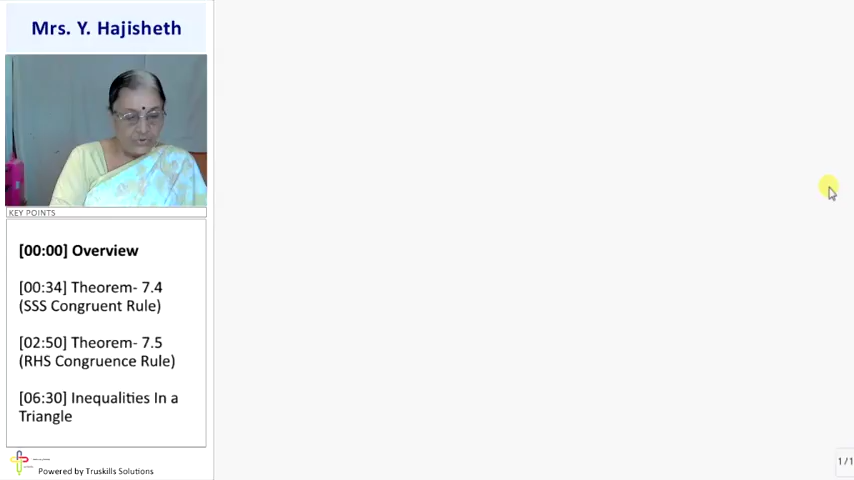 Mrs. Y. Hajisheth
KEY POINTS
[00:00] Overview
[00:34] Theorem- 7.4
(SSS Congruent Rule)
[02:50] Theorem- 7.5
(RHS Congruence Rule)
[06:30] Inequalities In a
Triangle
Powered by Truskills Solutions
1/1